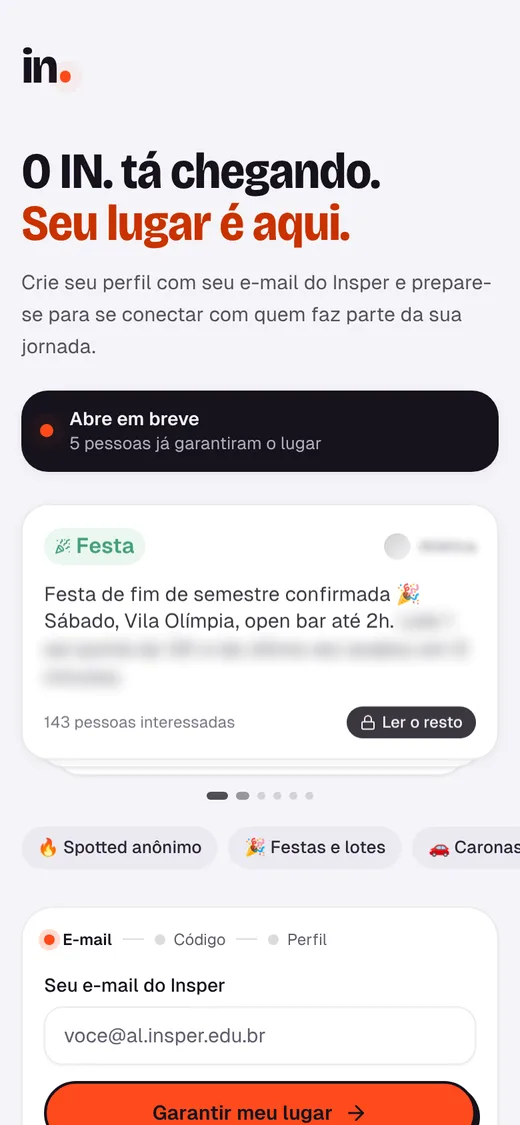 in.
O IN. tá chegando.
Seu lugar é aqui.
Crie seu perfil com seu e-mail do Insper e prepare-
se para se conectar com quem faz parte da sua
jornada.
Abre em breve
5 pessoas já garantiram o lugar
Festa
Festa de fim de semestre confirmada 🎉
Sábado, Vila Olímpia, open bar até 2h.
143 pessoas interessadas
Ler o resto
🔥 Spotted anônimo
🎉 Festas e lotes
🚗 Caronas
E-mail
Código
Perfil
Seu e-mail do Insper
voce@al.insper.edu.br
Garantir meu lugar →